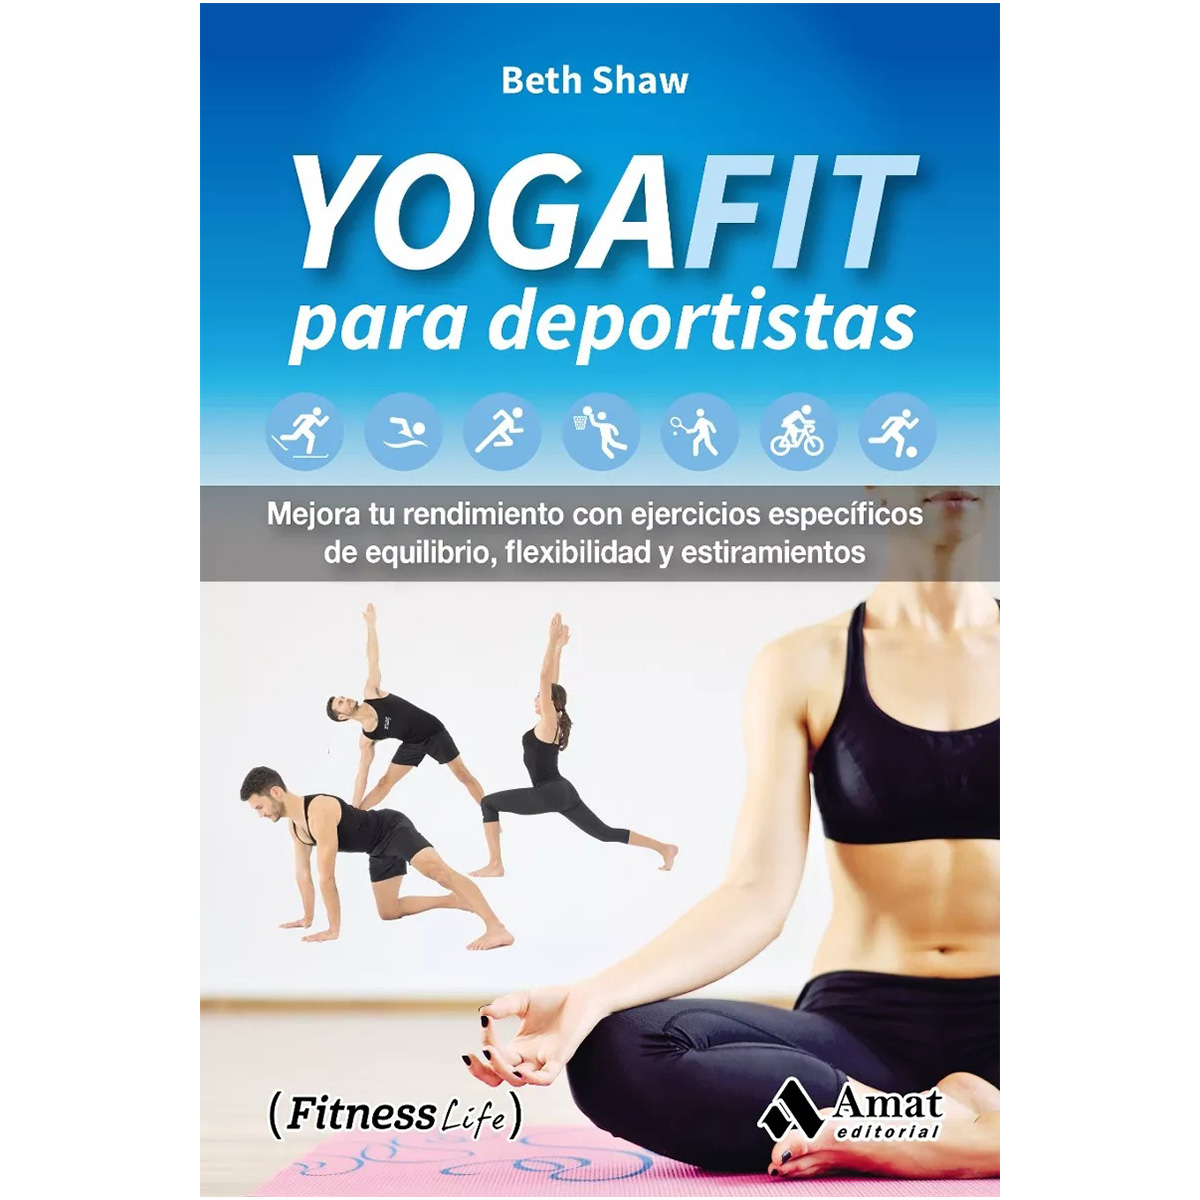 Beth Shaw
YOGAFIT
para deportistas
Mejora tu rendimiento con ejercicios específicos
de equilibrio, flexibilidad y estiramientos
(Fitness Life)
Amat
editorial